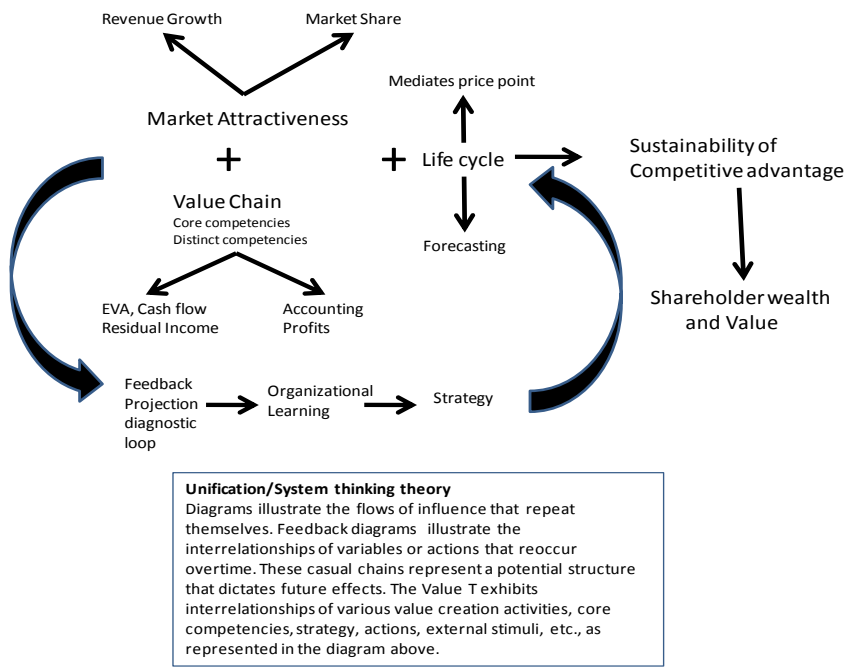 Revenue Growth
Market Share
Mediates price point
Market Attractiveness
+
+
Life cycle
Sustainability of
Competitive advantage
Value Chain
Core competencies
Distinct competencies
Forecasting
EVA, Cash flow
Residual Income
Accounting
Profits
Shareholder wealth
and Value
Feedback
Projection
diagnostic
loop
Organizational
Learning
Strategy
Unification/System thinking theory
Diagrams illustrate the flows of influence that repeat
themselves. Feedback diagrams illustrate the
interrelationships of variables or actions that reoccur
overtime. These casual chains represent a potential structure
that dictates future effects. The Value T exhibits
interrelationships of various value creation activities, core
competencies, strategy, actions, external stimuli, etc., as
represented in the diagram above.